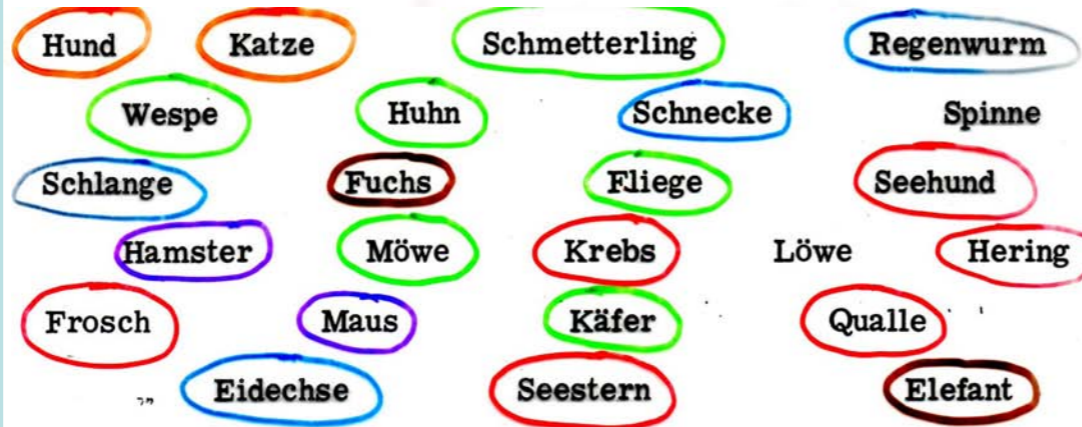 Hund Katze Schmetterling Regenwurm
Wespe Huhn Schnecke Spinne
Schlange Fuchs Fliege Seehund
Hamster Möwe Krebs Löwe Hering
Frosch Maus Käfer Qualle
Eidechse Seestern Elefant